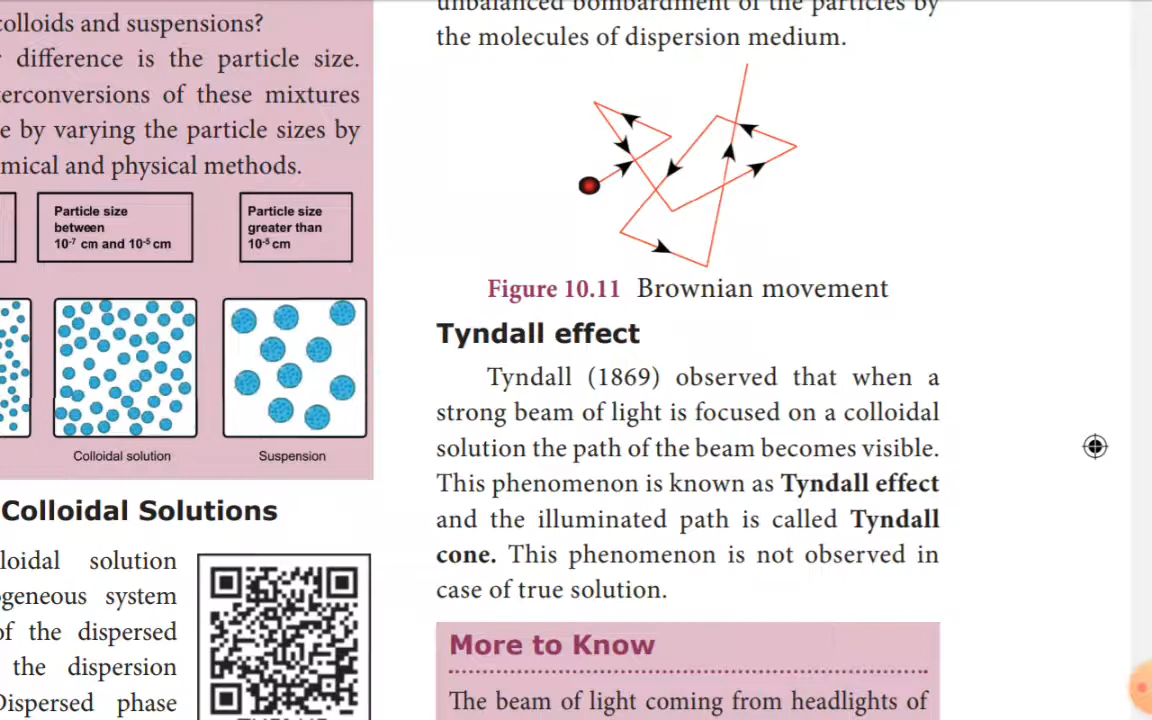 colloids and suspensions?
difference is the particle size.
of these mixtures
by varying the particle sizes by
and physical methods.
Particle size
between
10⁻⁷ cm and 10⁻⁵ cm
Particle size
greater than
10⁻⁵ cm
Colloidal solution
Suspension
Colloidal Solutions
solution
system
of the dispersed
the dispersion
phase
unbalanced bombardment of the particles by
the molecules of dispersion medium.
Figure 10.11 Brownian movement
Tyndall effect
Tyndall (1869) observed that when a
strong beam of light is focused on a colloidal
solution the path of the beam becomes visible.
This phenomenon is known as Tyndall effect
and the illuminated path is called Tyndall
cone. This phenomenon is not observed in
case of true solution.
More to Know
The beam of light coming from headlights of